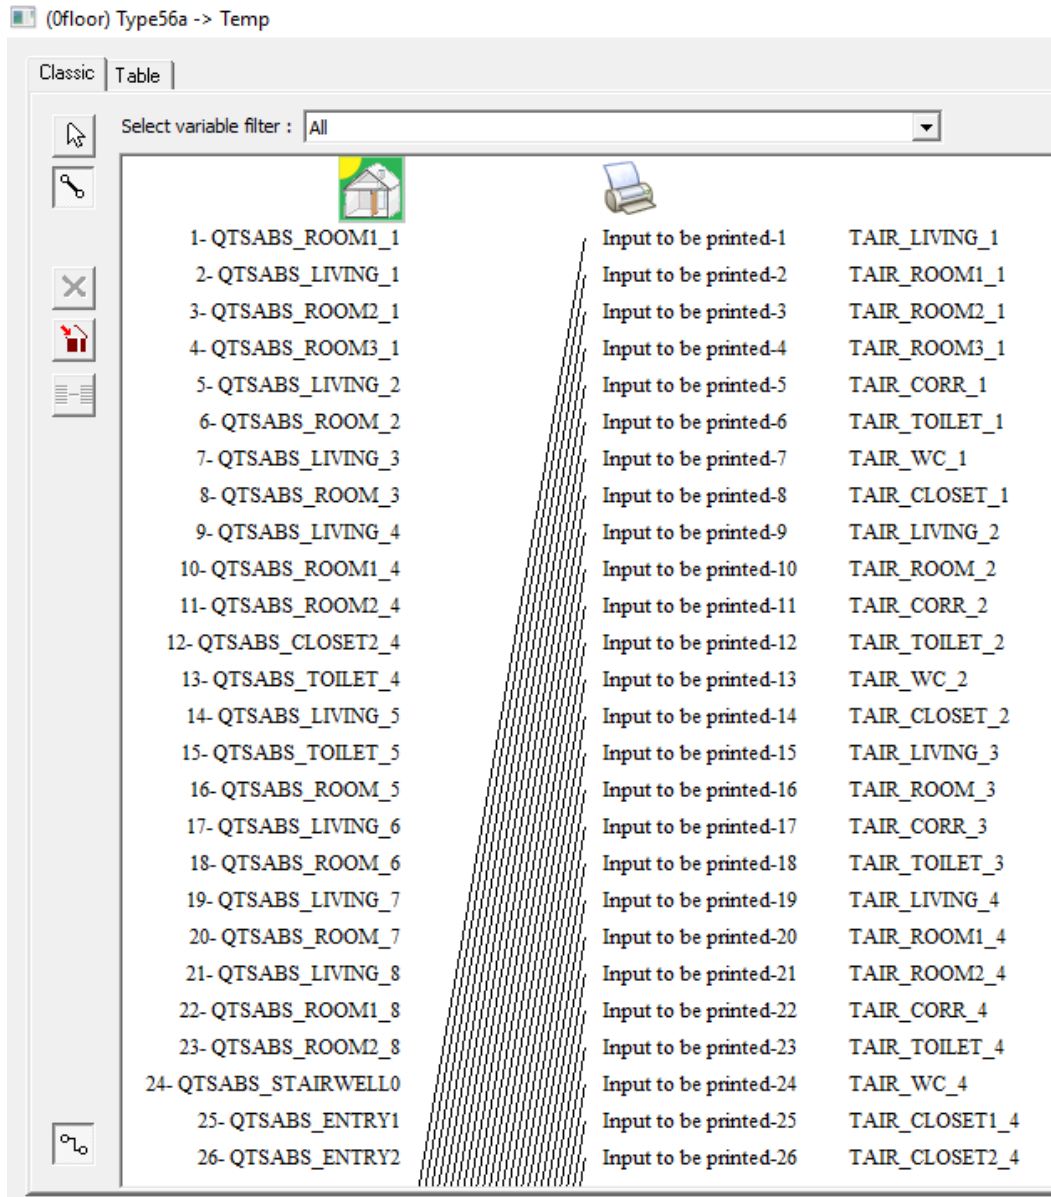 (0floor) Type56a -> Temp
Classic Table
Select variable filter : All
1- QTSABS_ROOM1_1 Input to be printed-1 TAIR_LIVING_1
2- QTSABS_LIVING_1 Input to be printed-2 TAIR_ROOM1_1
3- QTSABS_ROOM2_1 Input to be printed-3 TAIR_ROOM2_1
4- QTSABS_ROOM3_1 Input to be printed-4 TAIR_ROOM3_1
5- QTSABS_LIVING_2 Input to be printed-5 TAIR_CORR_1
6- QTSABS_ROOM_2 Input to be printed-6 TAIR_TOILET_1
7- QTSABS_LIVING_3 Input to be printed-7 TAIR_WC_1
8- QTSABS_ROOM_3 Input to be printed-8 TAIR_CLOSET_1
9- QTSABS_LIVING_4 Input to be printed-9 TAIR_LIVING_2
10- QTSABS_ROOM1_4 Input to be printed-10 TAIR_ROOM_2
11- QTSABS_ROOM2_4 Input to be printed-11 TAIR_CORR_2
12- QTSABS_CLOSET2_4 Input to be printed-12 TAIR_TOILET_2
13- QTSABS_TOILET_4 Input to be printed-13 TAIR_WC_2
14- QTSABS_LIVING_5 Input to be printed-14 TAIR_CLOSET_2
15- QTSABS_TOILET_5 Input to be printed-15 TAIR_LIVING_3
16- QTSABS_ROOM_5 Input to be printed-16 TAIR_ROOM_3
17- QTSABS_LIVING_6 Input to be printed-17 TAIR_CORR_3
18- QTSABS_ROOM_6 Input to be printed-18 TAIR_TOILET_3
19- QTSABS_LIVING_7 Input to be printed-19 TAIR_LIVING_4
20- QTSABS_ROOM_7 Input to be printed-20 TAIR_ROOM1_4
21- QTSABS_LIVING_8 Input to be printed-21 TAIR_ROOM2_4
22- QTSABS_ROOM1_8 Input to be printed-22 TAIR_CORR_4
23- QTSABS_ROOM2_8 Input to be printed-23 TAIR_TOILET_4
24- QTSABS_STAIRWELL0 Input to be printed-24 TAIR_WC_4
25- QTSABS_ENTRY1 Input to be printed-25 TAIR_CLOSET1_4
26- QTSABS_ENTRY2 Input to be printed-26 TAIR_CLOSET2_4